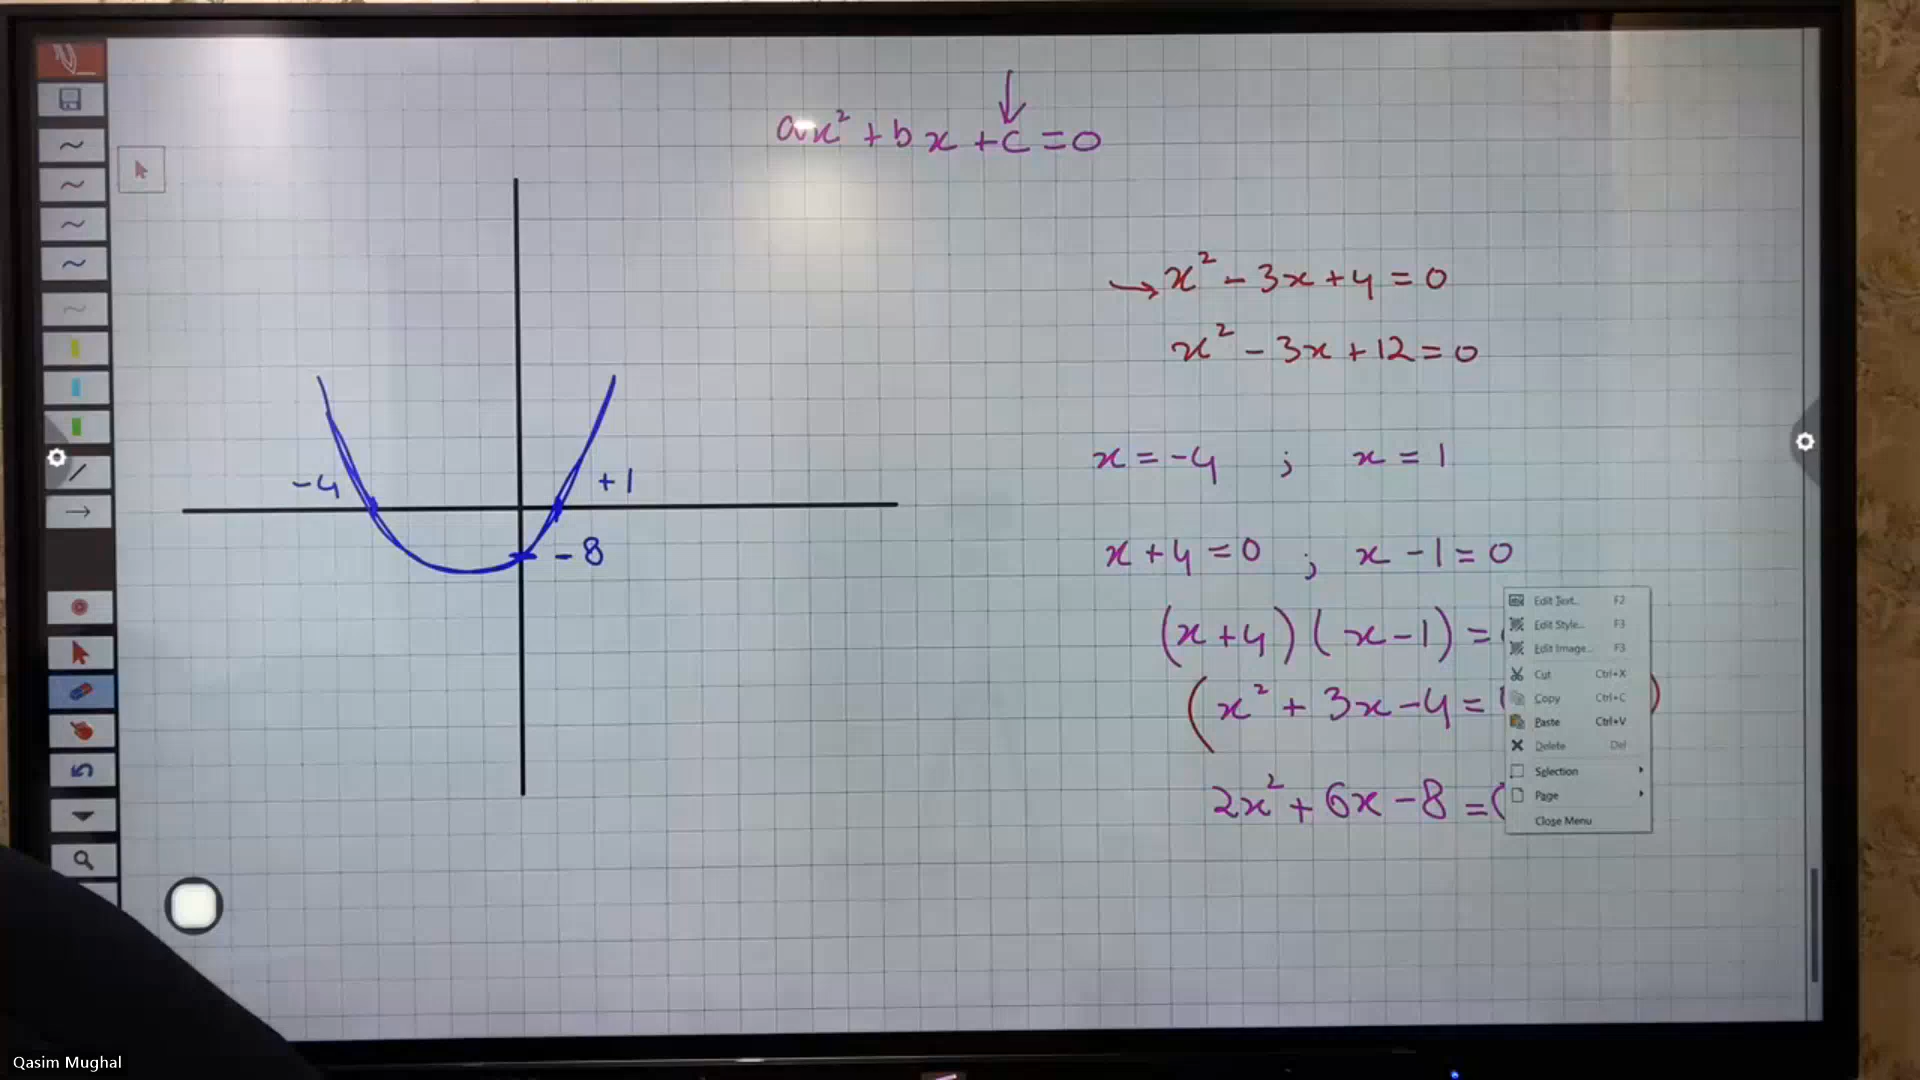 ax² + bx + c = 0
→ x² - 3x + 4 = 0
x² - 3x + 12 = 0
-4
+1
-8
x = -4 ; x = 1
x + 4 = 0 ; x - 1 = 0
(x + 4)(x - 1) =
(x² + 3x - 4 = )
2x² + 6x - 8 = 0
Edit Text... F2
Edit Style... F3
Edit Image... F3
Cut Ctrl+X
Copy Ctrl+C
Paste Ctrl+V
Delete Del
Selection
Page
Close Menu
Qasim Mughal